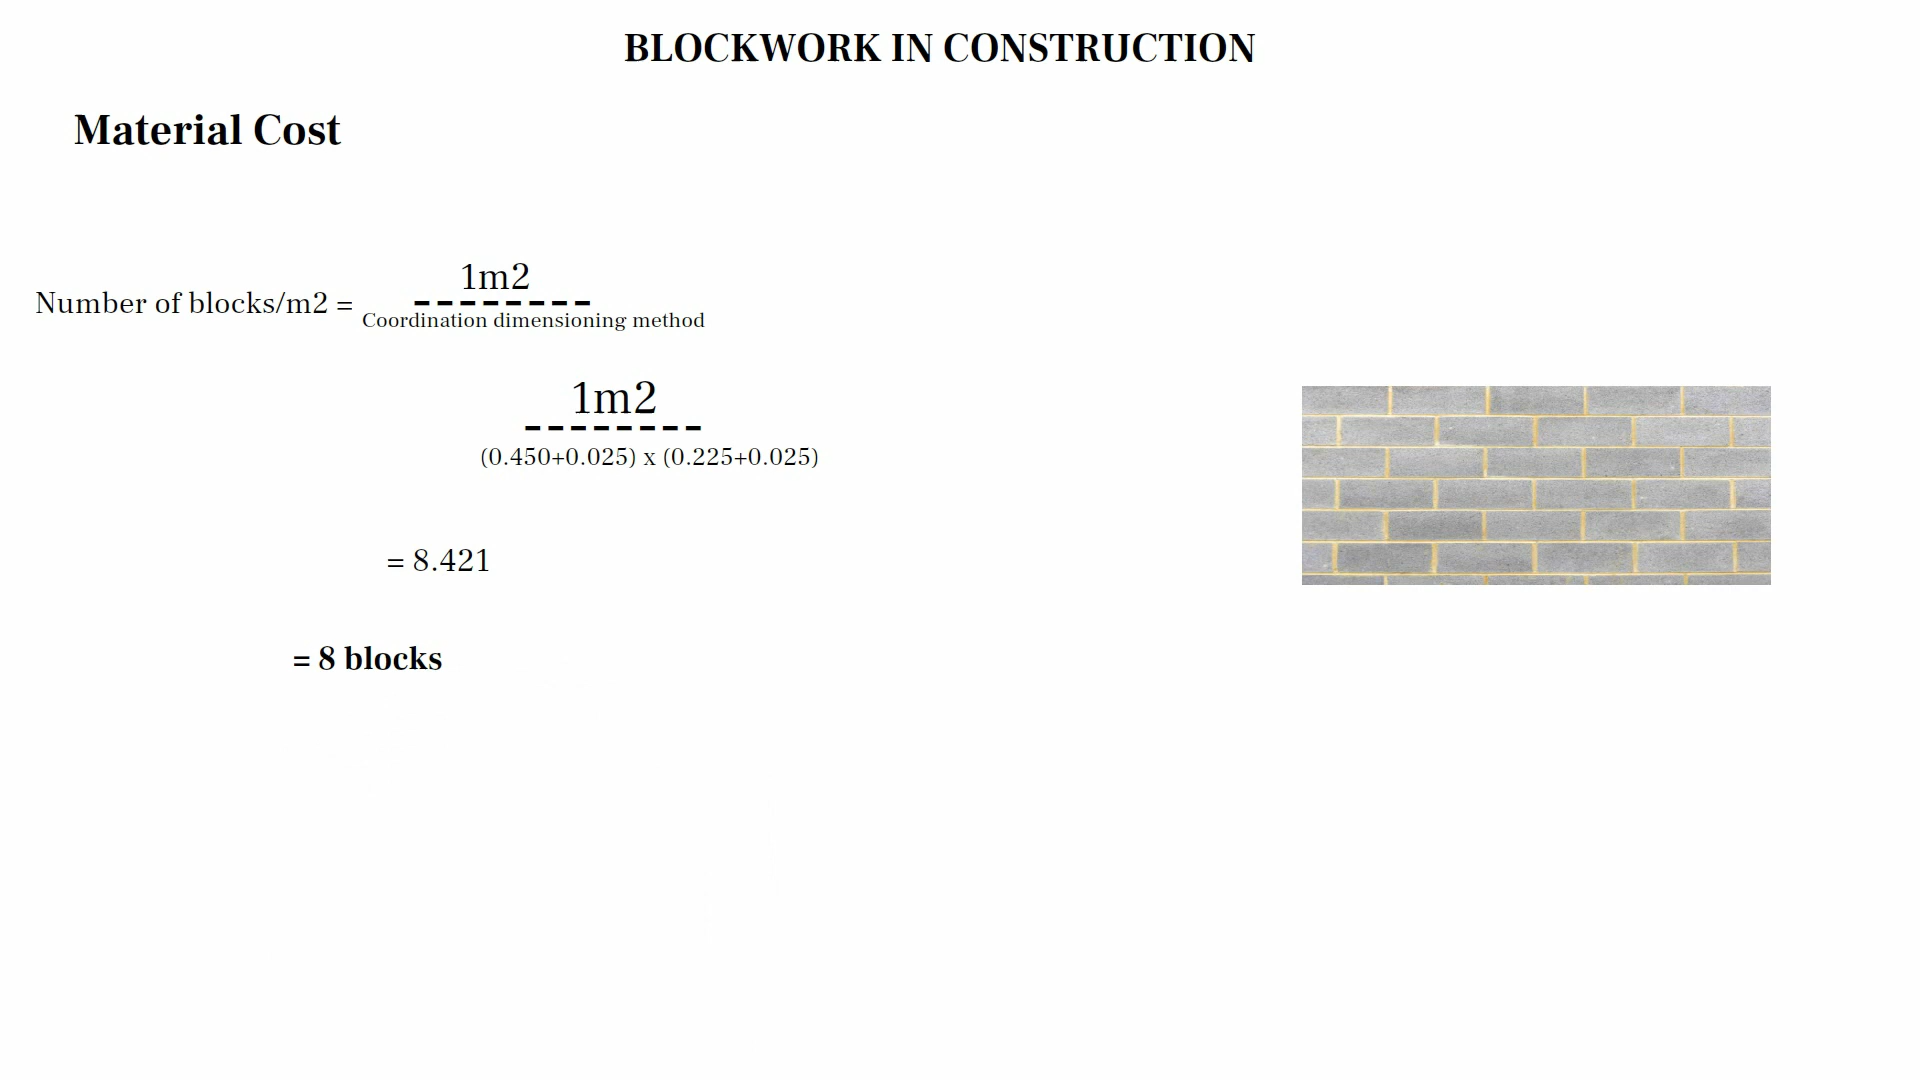 BLOCKWORK IN CONSTRUCTION
Material Cost
1m2
Number of blocks/m2 = --------
Coordination dimensioning method
1m2
--------
(0.450+0.025) x (0.225+0.025)
= 8.421
= 8 blocks